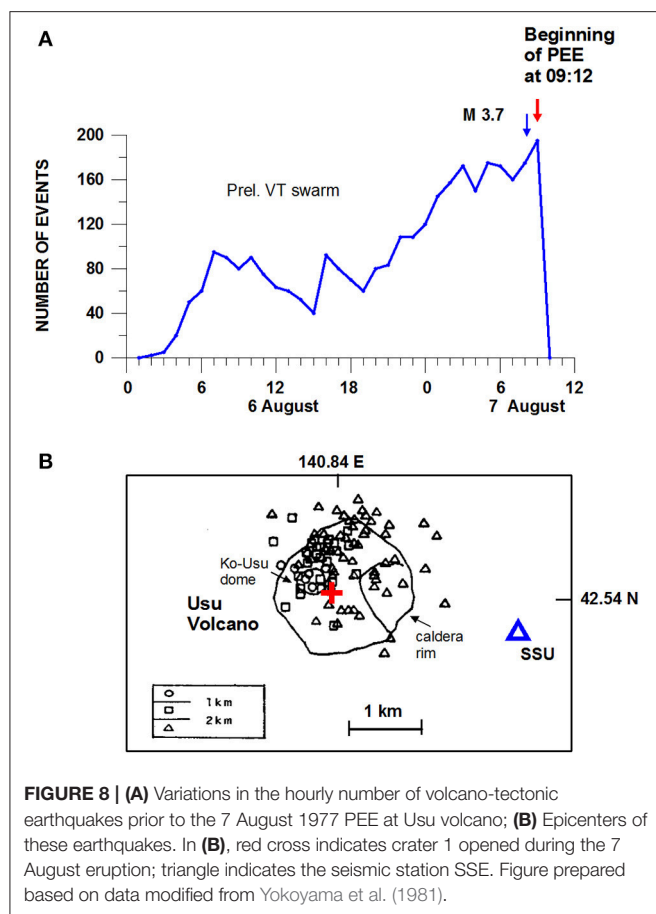 A
Beginning
of PEE
at 09:12
M 3.7
200
160
120
80
40
0
NUMBER OF EVENTS
Prel. VT swarm
0 6 12 18 0 6 12
6 August 7 August
B
140.84 E
Ko-Usu
dome
Usu
Volcano
42.54 N
caldera
rim
SSU
1 km
2 km
1 km
FIGURE 8 | (A) Variations in the hourly number of volcano-tectonic
earthquakes prior to the 7 August 1977 PEE at Usu volcano; (B) Epicenters of
these earthquakes. In (B), red cross indicates crater 1 opened during the 7
August eruption; triangle indicates the seismic station SSE. Figure prepared
based on data modified from Yokoyama et al. (1981).